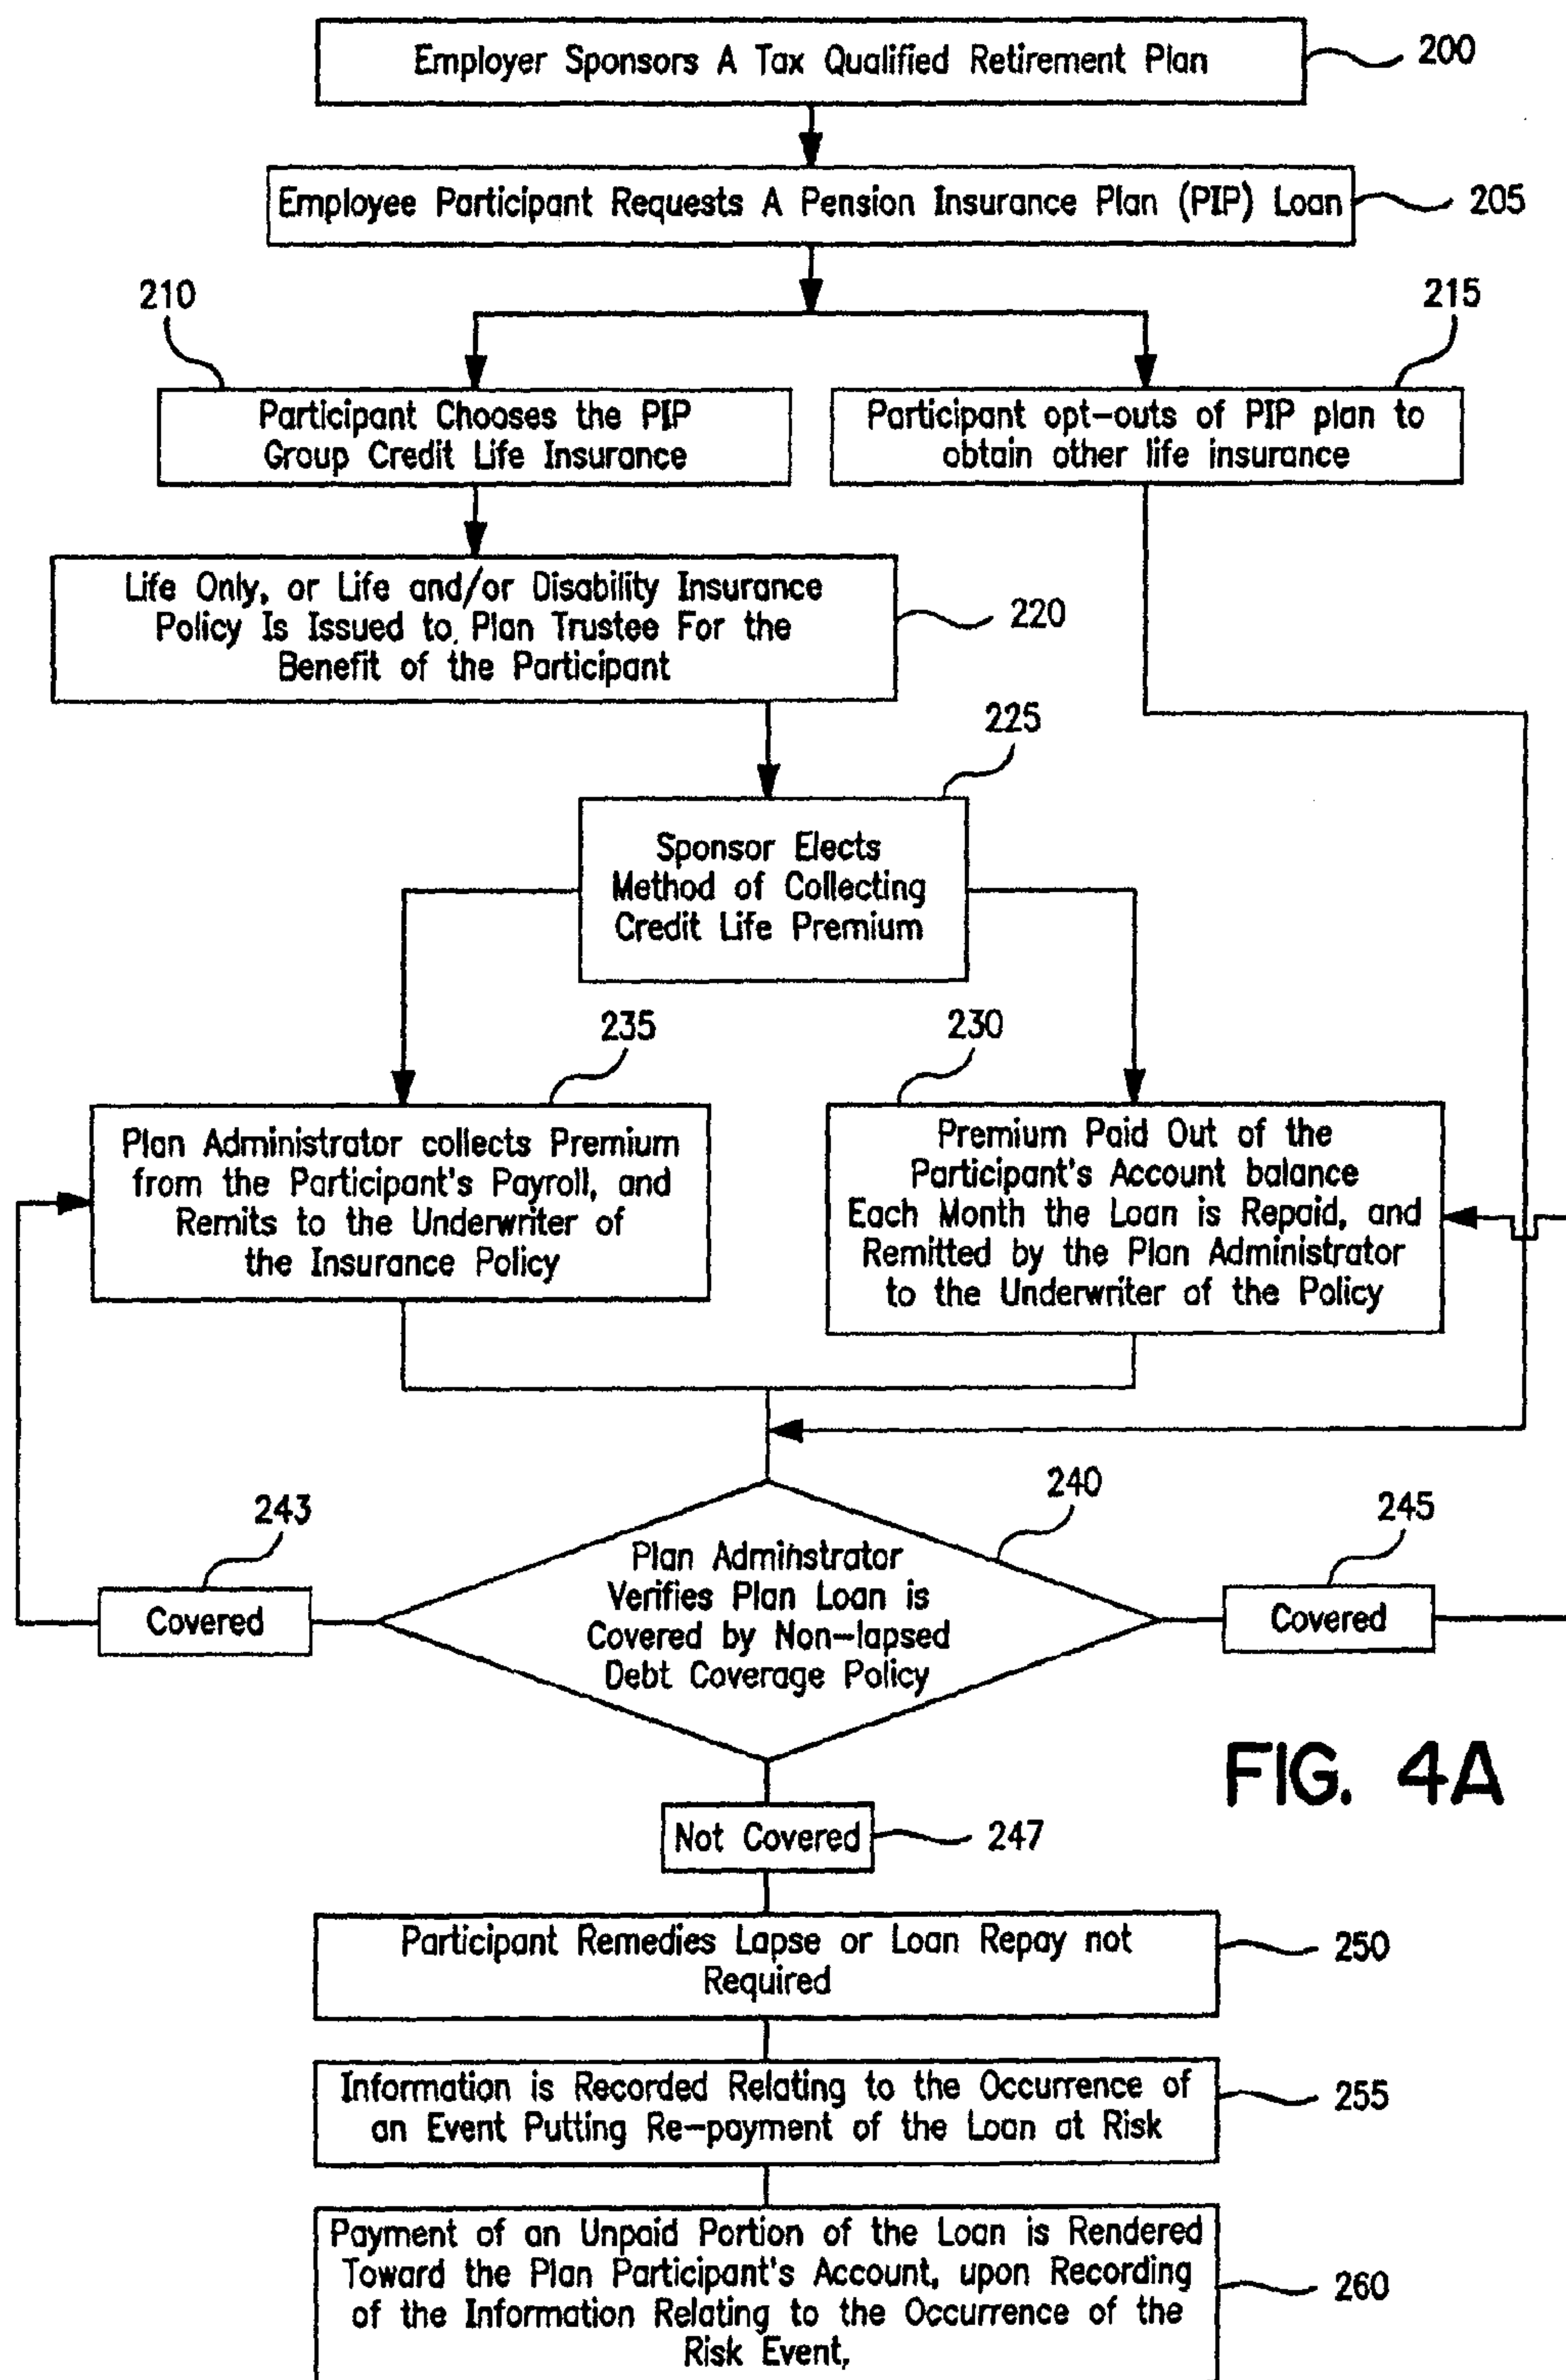 Employer Sponsors A Tax Qualified Retirement Plan
200
Employee Participant Requests A Pension Insurance Plan (PIP) Loan
205
210
215
Participant Chooses the PIP
Group Credit Life Insurance
Participant opt-outs of PIP plan to
obtain other life insurance
Life Only, or Life and/or Disability Insurance
Policy Is Issued to, Plan Trustee For the
Benefit of the Participant
220
225
Sponsor Elects
Method of Collecting
Credit Life Premium
235
230
Plan Administrator collects Premium
from the Participant's Payroll, and
Remits to the Underwriter of
the Insurance Policy
Premium Paid Out of the
Participant's Account balance
Each Month the Loan is Repaid, and
Remitted by the Plan Administrator
to the Underwriter of the Policy
243
240
245
Covered
Plan Adminstrator
Verifies Plan Loan is
Covered by Non-lapsed
Debt Coverage Policy
Covered
FIG. 4A
Not Covered
247
Participant Remedies Lapse or Loan Repay not
Required
250
Information is Recorded Relating to the Occurrence of
an Event Putting Re-payment of the Loan at Risk
255
Payment of an Unpaid Portion of the Loan is Rendered
Toward the Plan Participant's Account, upon Recording
of the Information Relating to the Occurrence of the
Risk Event,
260